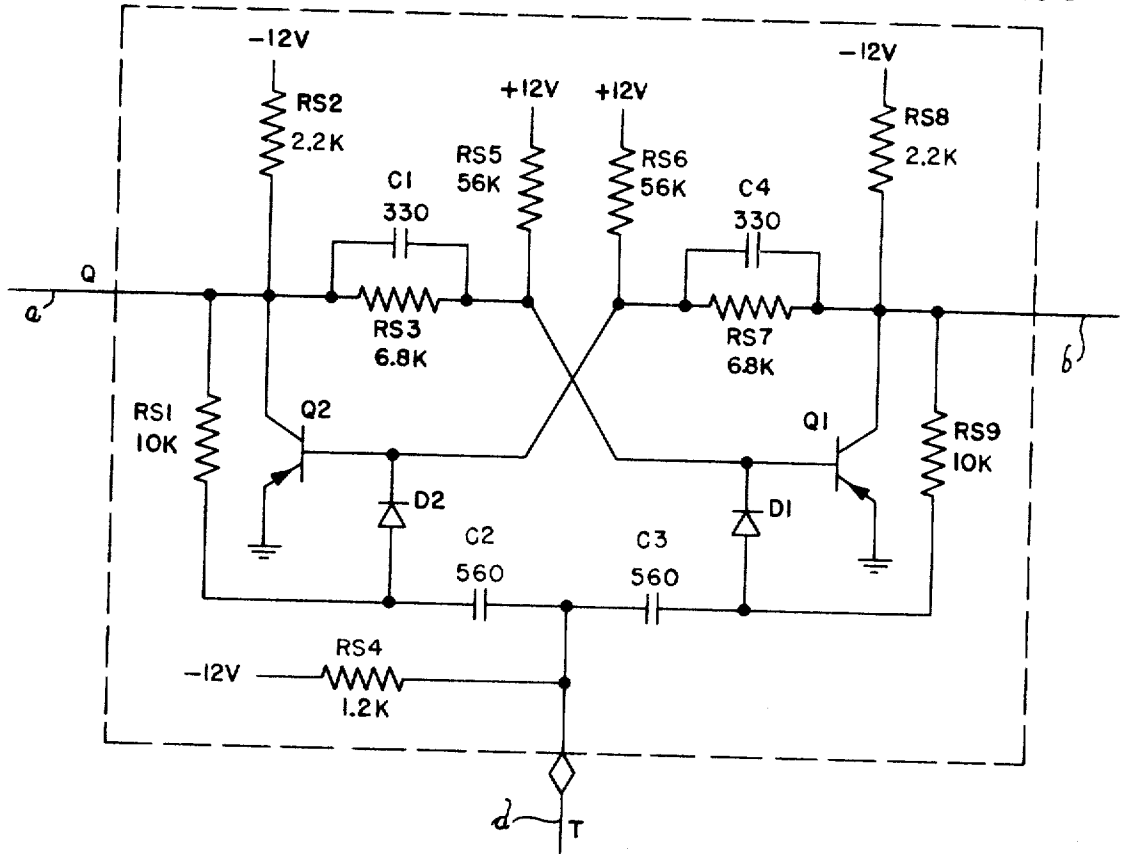 -12V
-12V
RS2
2.2K
+12V
+12V
RS8
2.2K
RS5
56K
RS6
56K
C1
330
C4
330
Q
a
RS3
6.8K
RS7
6.8K
b
RS1
10K
Q2
Q1
RS9
10K
D2
D1
C2
560
C3
560
RS4
-12V
1.2K
d
T